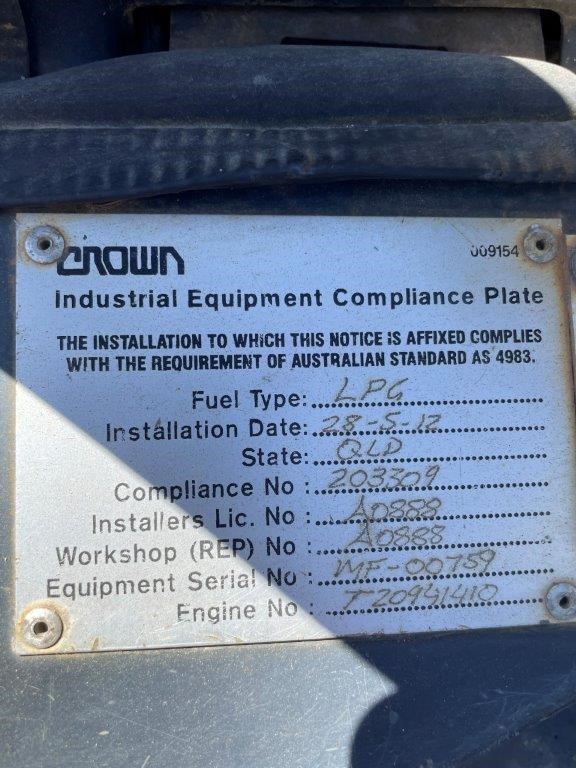 CROWN
009154
Industrial Equipment Compliance Plate
THE INSTALLATION TO WHICH THIS NOTICE IS AFFIXED COMPLIES
WITH THE REQUIREMENT OF AUSTRALIAN STANDARD AS 4983.
Fuel Type: LPG
Installation Date: 28-5-12
State: QLD
Compliance No : 203309
Installers Lic. No : A0888
Workshop (REP) No : A0888
Equipment Serial No : MF-00759
Engine No : T20941410